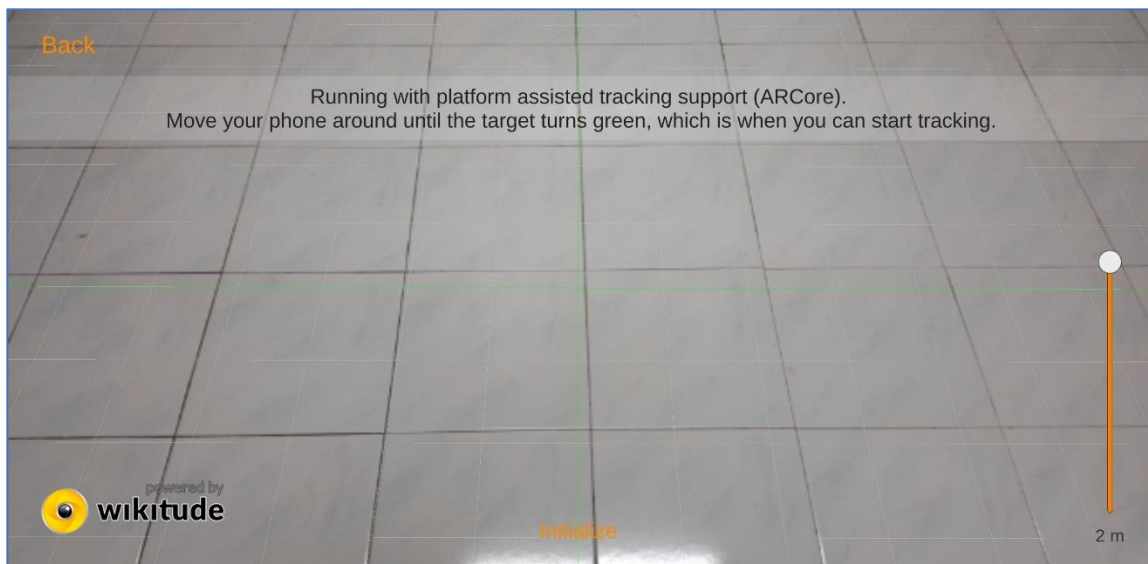 Back
Running with platform assisted tracking support (ARCore).
Move your phone around until the target turns green, which is when you can start tracking.
powered by
wikitude
Initialize
2 m